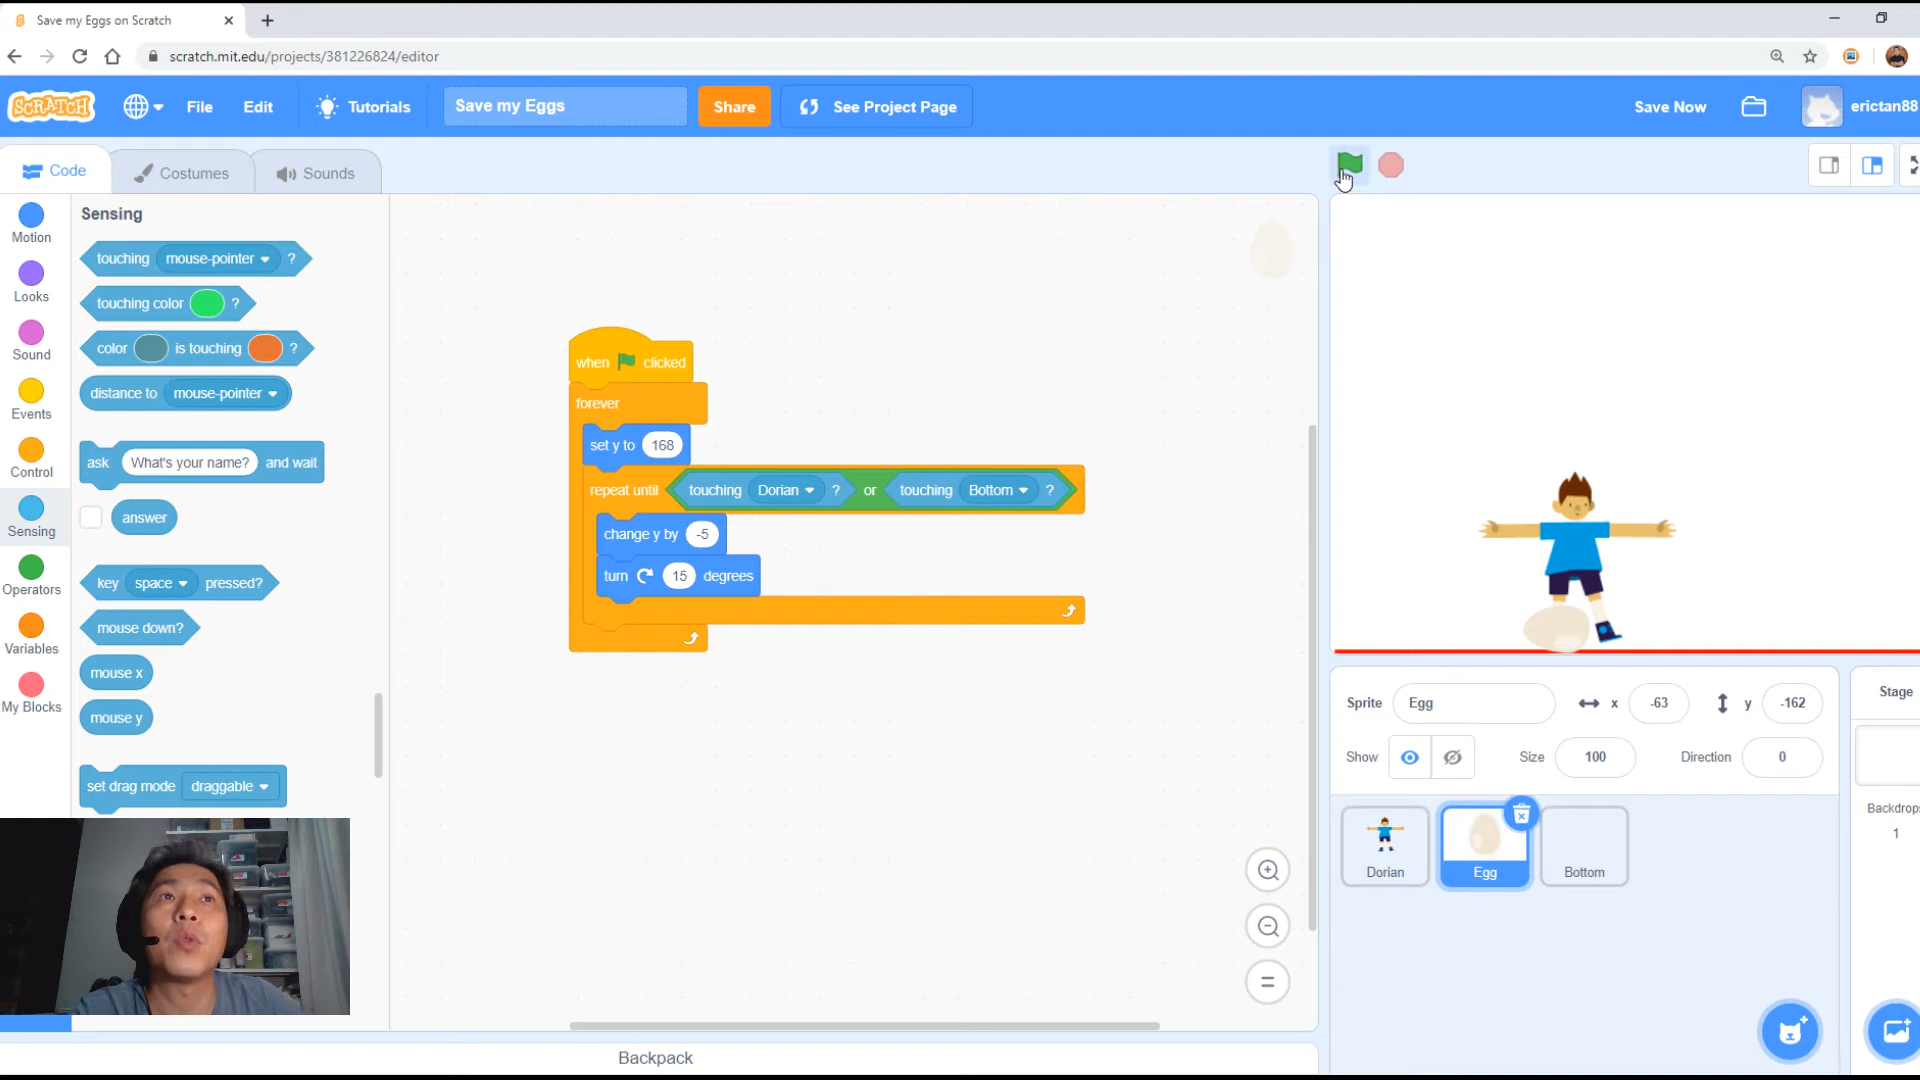 Save my Eggs on Scratch
scratch.mit.edu/projects/381226824/editor
SCRATCH
File
Edit
Tutorials
Save my Eggs
Share
See Project Page
Save Now
erictan88
Code
Costumes
Sounds
Motion
Looks
Sound
Events
Control
Sensing
Operators
Variables
My Blocks
Sensing
touching mouse-pointer ?
touching color ?
color is touching ?
distance to mouse-pointer
ask What's your name? and wait
answer
key space pressed?
mouse down?
mouse x
mouse y
set drag mode draggable
when clicked
forever
set y to 168
repeat until touching Dorian ? or touching Bottom ?
change y by -5
turn 15 degrees
Sprite Egg x -63 y -162
Show Size 100 Direction 0
Dorian
Egg
Bottom
Stage
Backdrops
1
Backpack